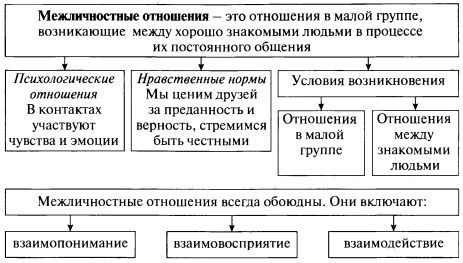 Межличностные отношения – это отношения в малой группе,
возникающие между хорошо знакомыми людьми в процессе
их постоянного общения
Психологические
отношения
В контактах
участвуют
чувства и эмоции
Нравственные нормы
Мы ценим друзей
за преданность и
верность, стремимся
быть честными
Условия возникновения
Отношения
в малой
группе
Отношения
между
знакомыми
людьми
Межличностные отношения всегда обоюдны. Они включают:
взаимопонимание
взаимовосприятие
взаимодействие